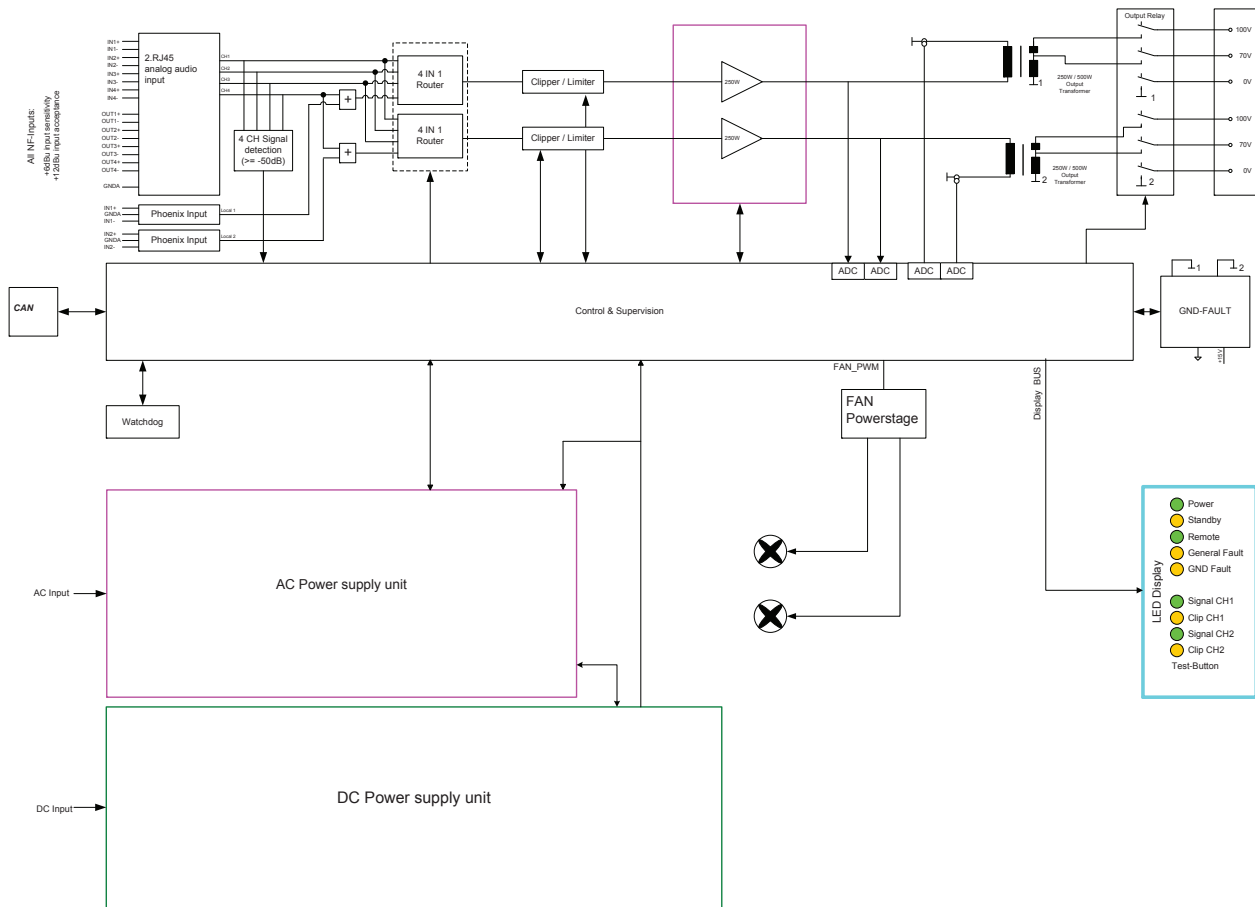 All NF-Inputs:
+6dBu input sensitivity
+12dBu input acceptance
IN1+
IN1-
IN2+
IN2-
IN3+
IN3-
IN4+
IN4-
OUT1+
OUT1-
OUT2+
OUT2-
OUT3+
OUT3-
OUT4+
OUT4-
GNDA
2.RJ45
analog audio
input
CH1
CH2
CH3
CH4
4 CH Signal
detection
(>= -50dB)
IN1+
GNDA
IN1-
Phoenix Input
Local 1
IN2+
GNDA
IN2-
Phoenix Input
Local 2
+
+
4 IN 1
Router
4 IN 1
Router
Clipper / Limiter
Clipper / Limiter
250W
250W
1
250W / 500W
Output
Transformer
2
250W / 500W
Output
Transformer
Output Relay
1
2
100V
70V
0V
100V
70V
0V
ADC
ADC
ADC
ADC
CAN
Control & Supervision
1
2
GND-FAULT
+15V
Watchdog
FAN_PWM
FAN
Powerstage
Display BUS
AC Input
AC Power supply unit
DC Input
DC Power supply unit
LED Display
Power
Standby
Remote
General Fault
GND Fault
Signal CH1
Clip CH1
Signal CH2
Clip CH2
Test-Button